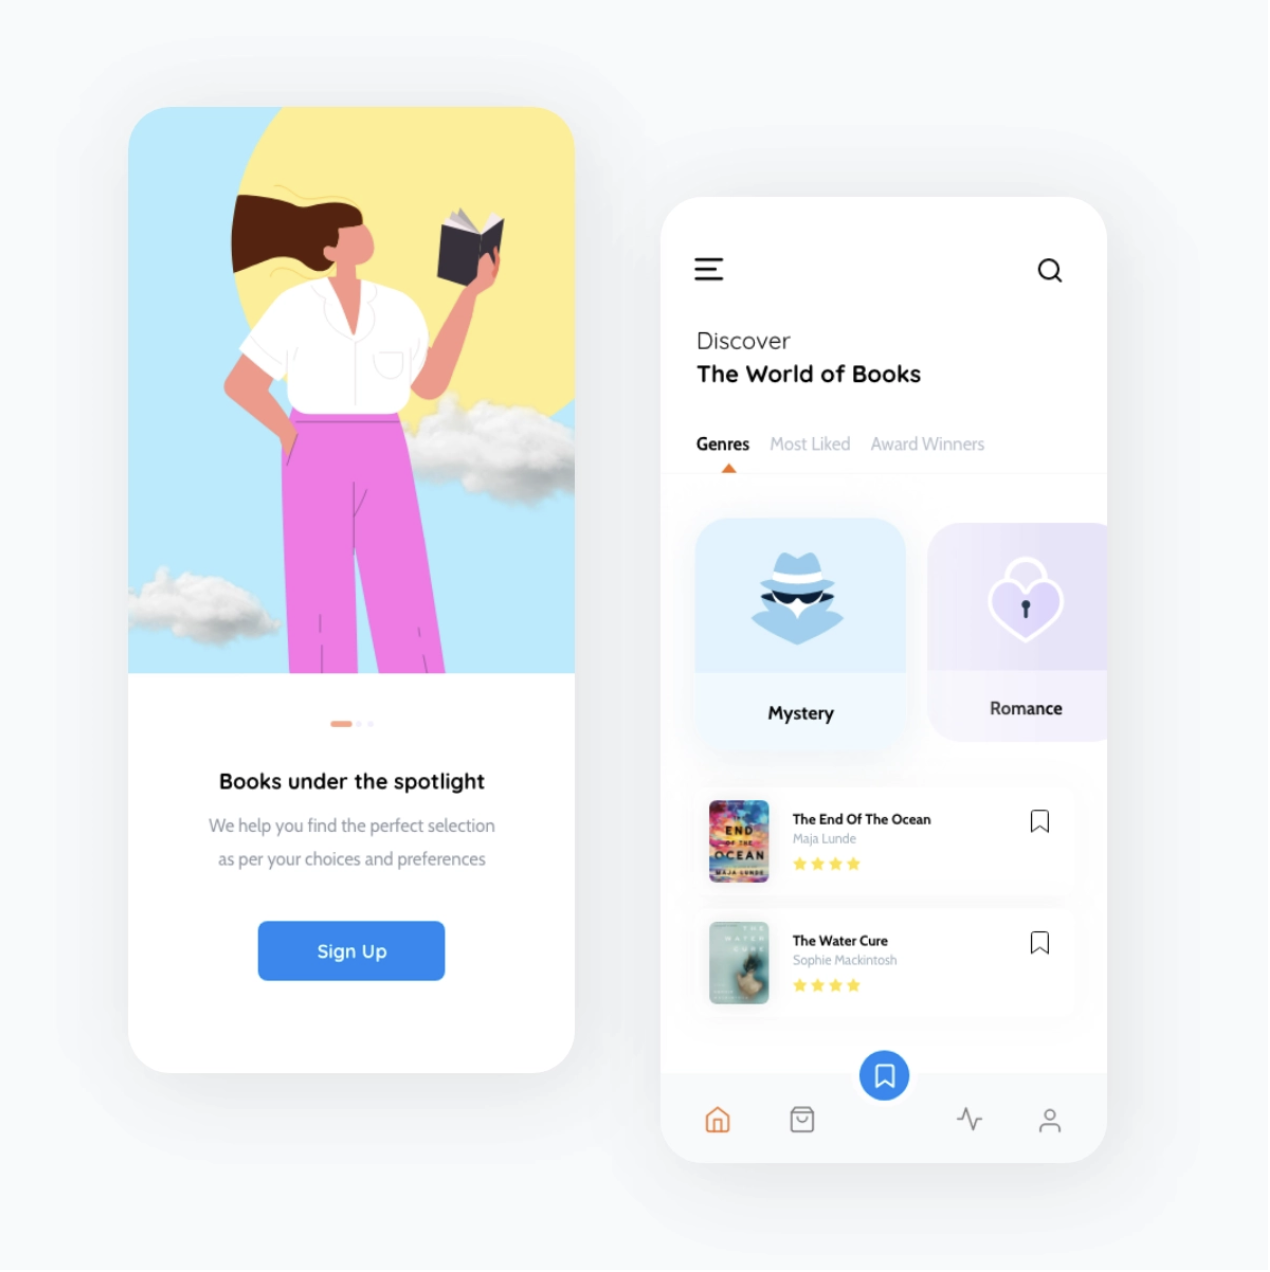 Books under the spotlight
We help you find the perfect selection
as per your choices and preferences
Sign Up
Discover
The World of Books
Genres Most Liked Award Winners
Mystery
Romance
END
OF THE
OCEAN
MAJA LUNDE
The End Of The Ocean
Maja Lunde
THE
WATER
CURE
The Water Cure
Sophie Mackintosh